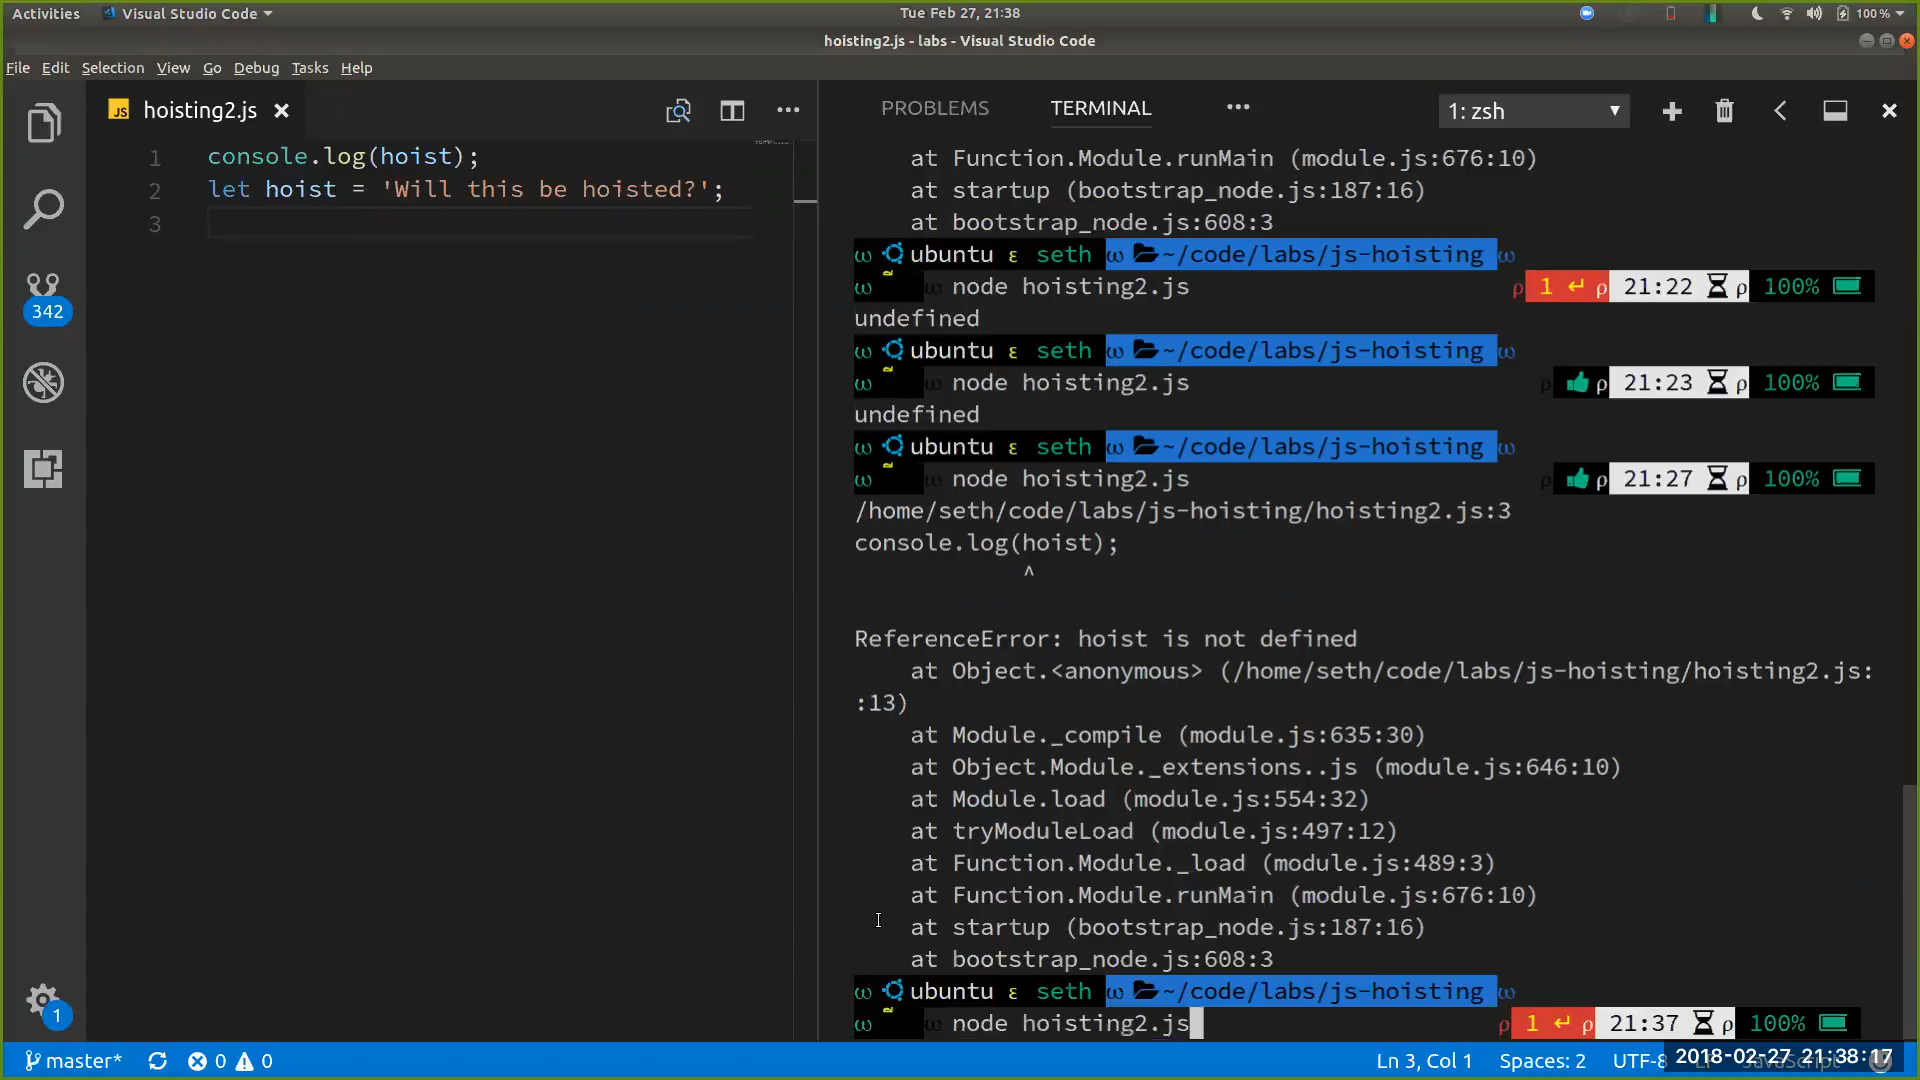 Activities Visual Studio Code Tue Feb 27, 21:38 100%
hoisting2.js - labs - Visual Studio Code
File Edit Selection View Go Debug Tasks Help
JS hoisting2.js
1 console.log(hoist);
2 let hoist = 'Will this be hoisted?';
3
342
1
PROBLEMS TERMINAL ••• 1: zsh
at Function.Module.runMain (module.js:676:10)
at startup (bootstrap_node.js:187:16)
at bootstrap_node.js:608:3
ω ubuntu ε seth ω ~/code/labs/js-hoisting ω
ω ~ ω node hoisting2.js ρ 1 ↵ ρ 21:22 ρ 100%
undefined
ω ubuntu ε seth ω ~/code/labs/js-hoisting ω
ω ~ ω node hoisting2.js ρ ρ 21:23 ρ 100%
undefined
ω ubuntu ε seth ω ~/code/labs/js-hoisting ω
ω ~ ω node hoisting2.js ρ ρ 21:27 ρ 100%
/home/seth/code/labs/js-hoisting/hoisting2.js:3
console.log(hoist);
^
ReferenceError: hoist is not defined
at Object.<anonymous> (/home/seth/code/labs/js-hoisting/hoisting2.js:
:13)
at Module._compile (module.js:635:30)
at Object.Module._extensions..js (module.js:646:10)
at Module.load (module.js:554:32)
at tryModuleLoad (module.js:497:12)
at Function.Module._load (module.js:489:3)
at Function.Module.runMain (module.js:676:10)
at startup (bootstrap_node.js:187:16)
at bootstrap_node.js:608:3
ω ubuntu ε seth ω ~/code/labs/js-hoisting ω
ω ~ ω node hoisting2.js ρ 1 ↵ ρ 21:37 ρ 100%
master* 0 0 Ln 3, Col 1 Spaces: 2 UTF-8 2018-02-27 21:38:17